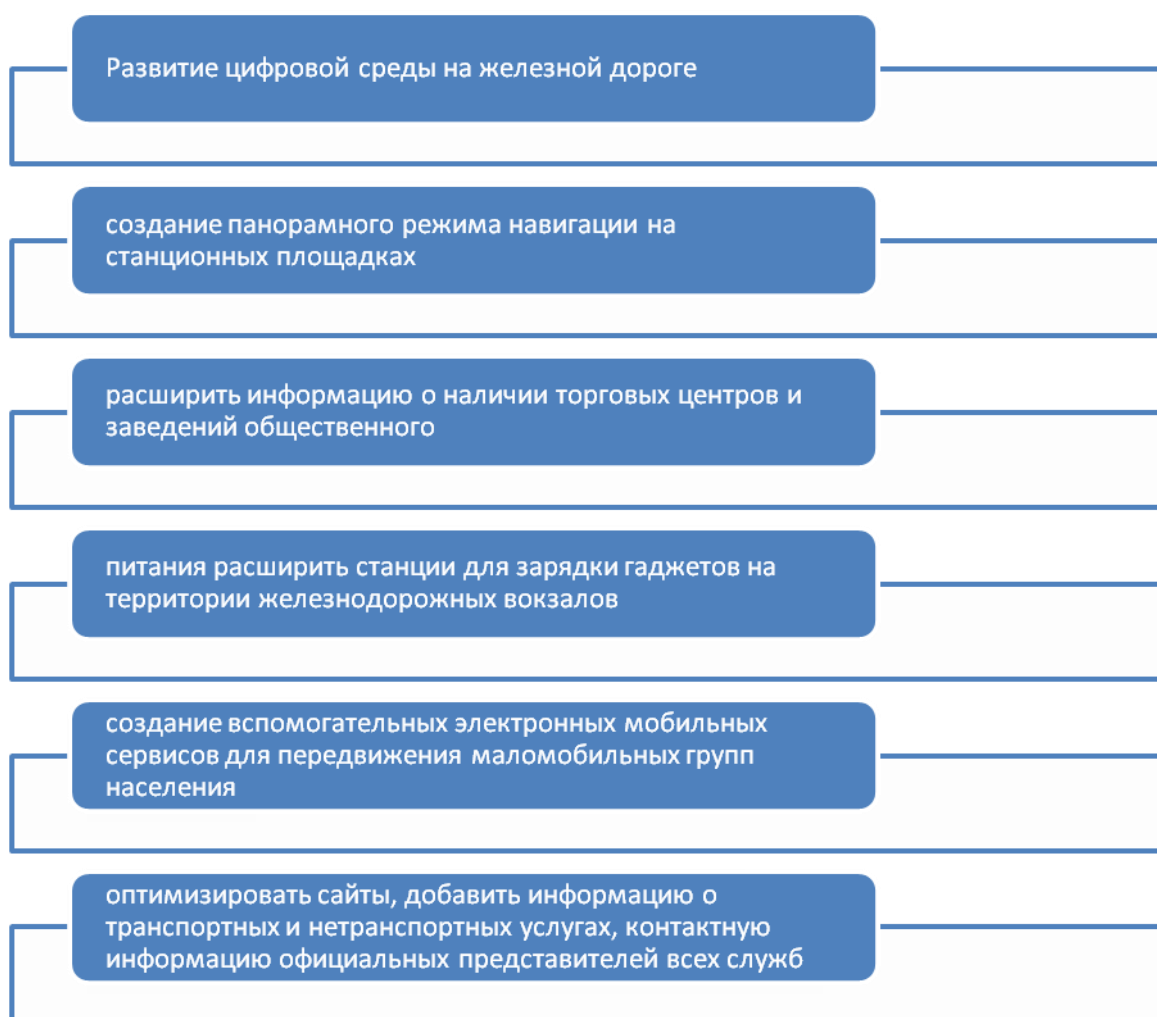 Развитие цифровой среды на железной дороге
создание панорамного режима навигации на
станционных площадках
расширить информацию о наличии торговых центров и
заведений общественного
питания расширить станции для зарядки гаджетов на
территории железнодорожных вокзалов
создание вспомогательных электронных мобильных
сервисов для передвижения маломобильных групп
населения
оптимизировать сайты, добавить информацию о
транспортных и нетранспортных услугах, контактную
информацию официальных представителей всех служб